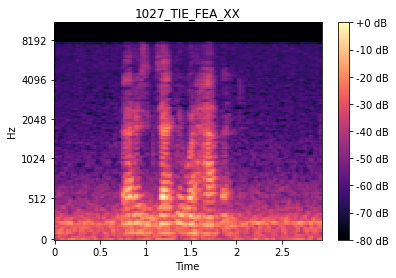 1027_TIE_FEA_XX
8192
4096
2048
1024
512
0
Hz
0 0.5 1 1.5 2 2.5
Time
+0 dB
-10 dB
-20 dB
-30 dB
-40 dB
-50 dB
-60 dB
-70 dB
-80 dB